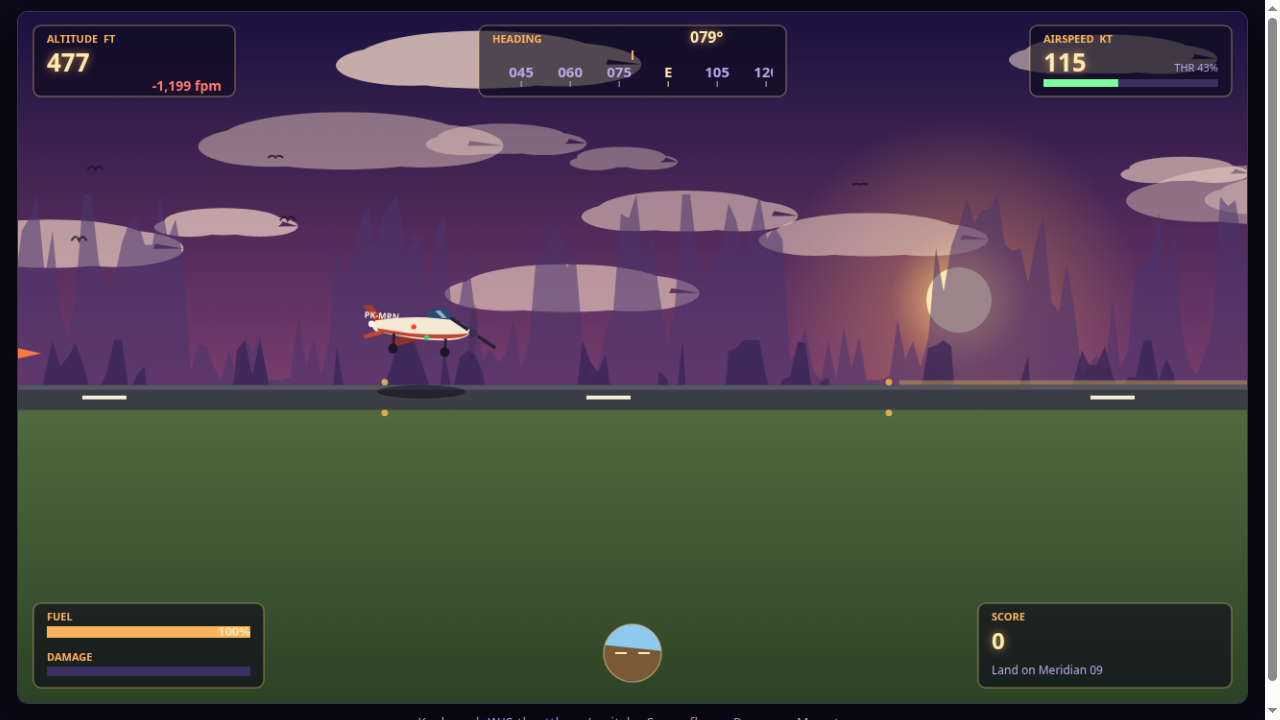 ALTITUDE FT
477
-1,199 fpm
HEADING
079°
045 060 075 E 105 120
AIRSPEED KT
115
THR 43%
PK-MRN
FUEL
100%
DAMAGE
SCORE
0
Land on Meridian 09